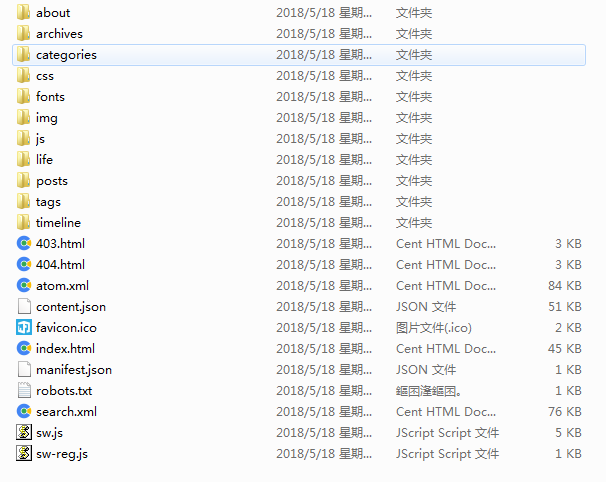 about 2018/5/18 星期... 文件夹
archives 2018/5/18 星期... 文件夹
categories 2018/5/18 星期... 文件夹
css 2018/5/18 星期... 文件夹
fonts 2018/5/18 星期... 文件夹
img 2018/5/18 星期... 文件夹
js 2018/5/18 星期... 文件夹
life 2018/5/18 星期... 文件夹
posts 2018/5/18 星期... 文件夹
tags 2018/5/18 星期... 文件夹
timeline 2018/5/18 星期... 文件夹
403.html 2018/5/18 星期... Cent HTML Doc... 3 KB
404.html 2018/5/18 星期... Cent HTML Doc... 3 KB
atom.xml 2018/5/18 星期... Cent HTML Doc... 84 KB
content.json 2018/5/18 星期... JSON 文件 51 KB
favicon.ico 2018/5/18 星期... 图片文件(.ico) 2 KB
index.html 2018/5/18 星期... Cent HTML Doc... 45 KB
manifest.json 2018/5/18 星期... JSON 文件 1 KB
robots.txt 2018/5/18 星期... 1 KB
search.xml 2018/5/18 星期... Cent HTML Doc... 76 KB
sw.js 2018/5/18 星期... JScript Script 文件 5 KB
sw-reg.js 2018/5/18 星期... JScript Script 文件 1 KB